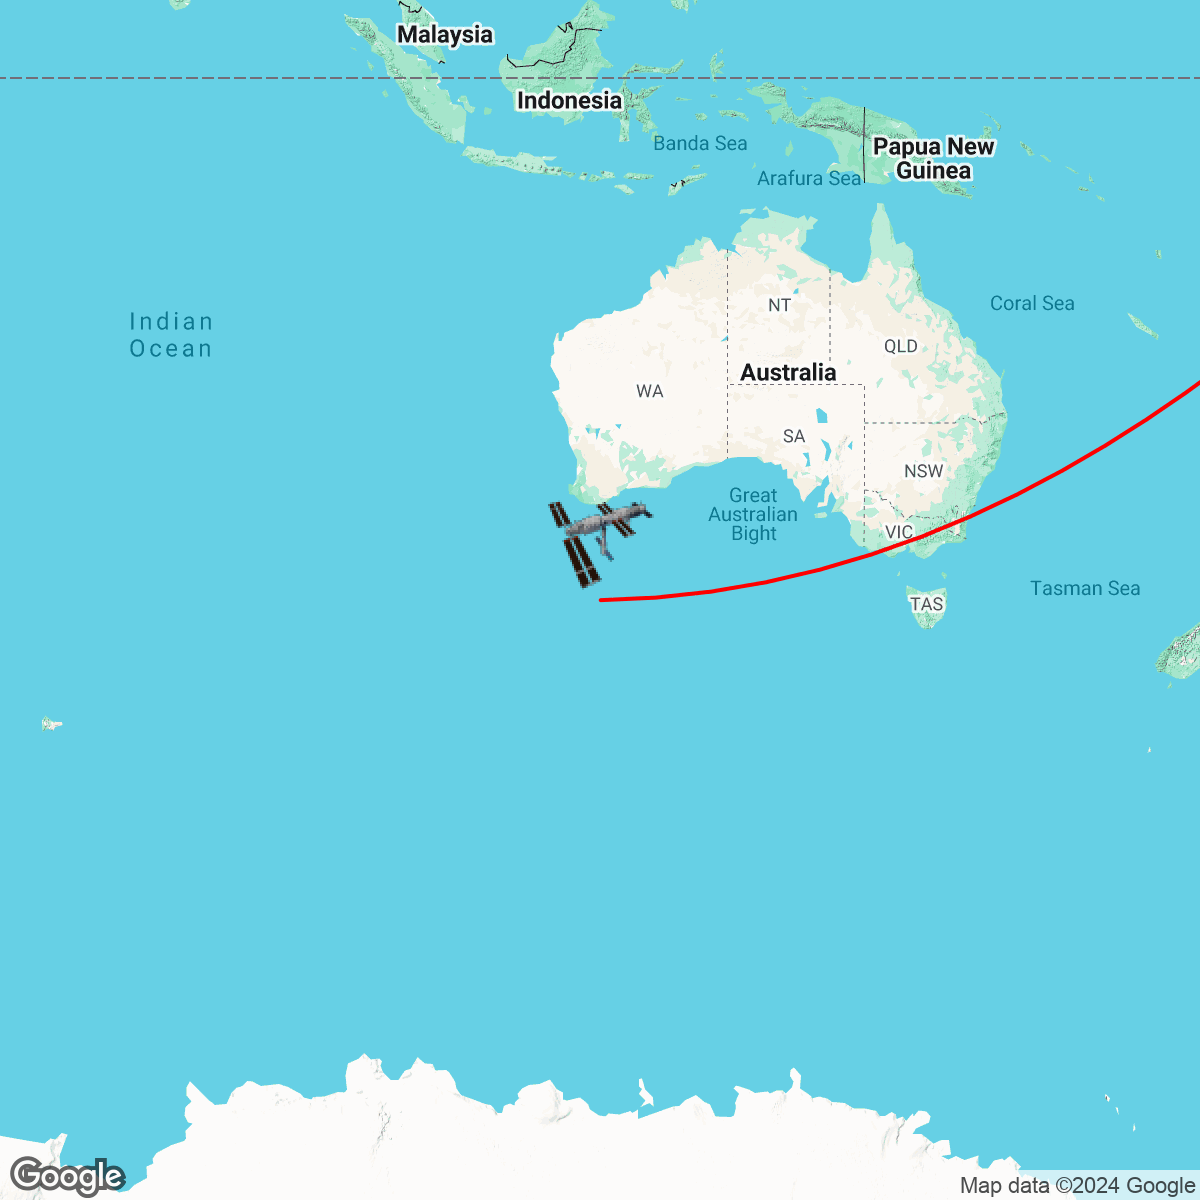 Malaysia
Indonesia
Banda Sea
Papua New
Guinea
Arafura Sea
Indian
Ocean
NT
Coral Sea
QLD
Australia
WA
SA
NSW
Great
Australian
Bight
VIC
Tasman Sea
TAS
Google
Map data ©2024 Google